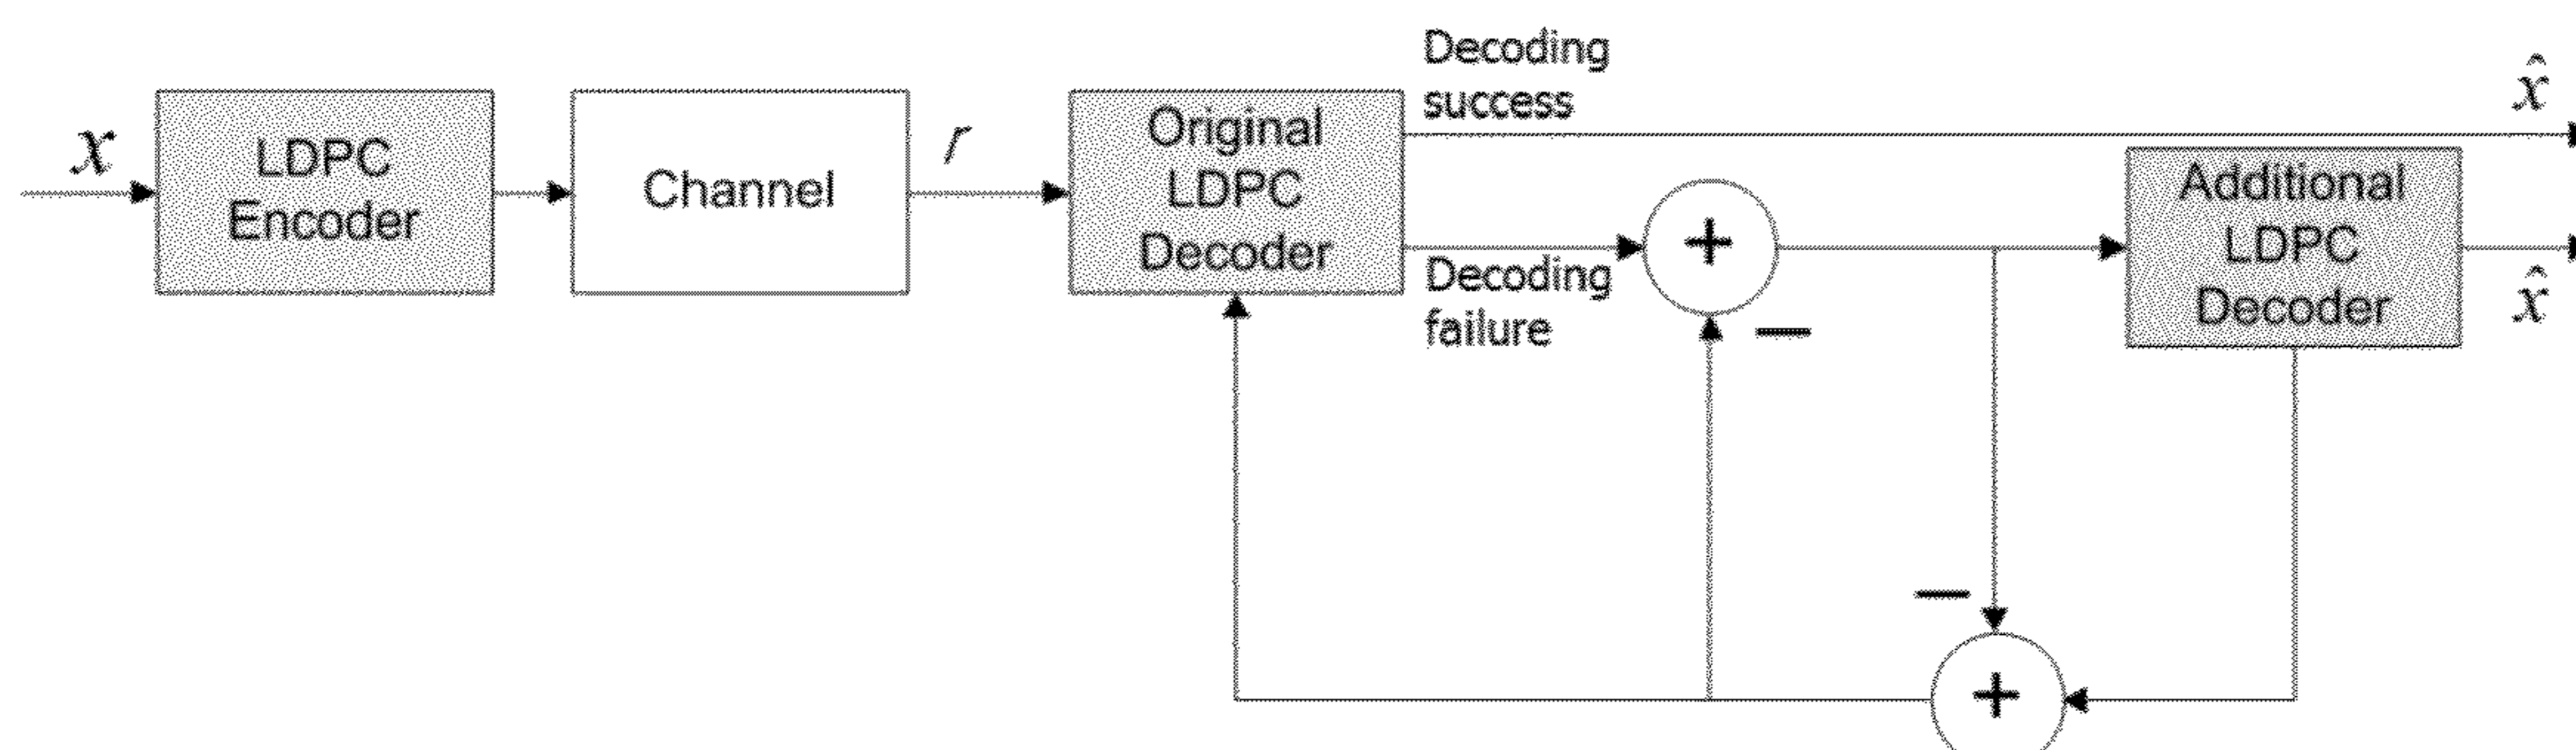 x
LDPC
Encoder
Channel
r
Original
LDPC
Decoder
Decoding
success
Decoding
failure
+
−
Additional
LDPC
Decoder
x̂
x̂
−
+